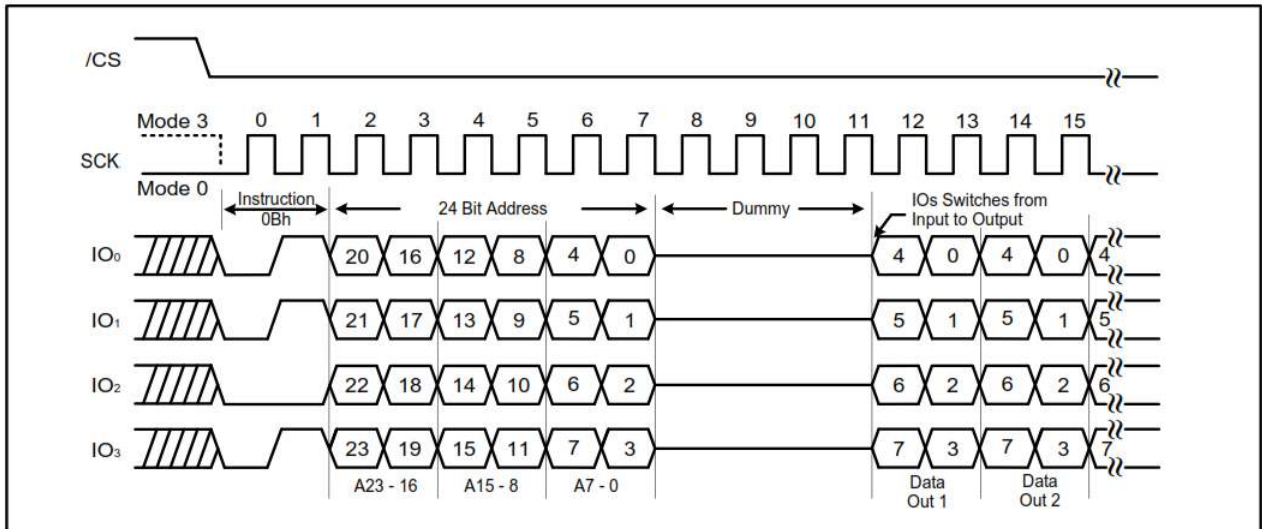 /CS
Mode 3 0 1 2 3 4 5 6 7 8 9 10 11 12 13 14 15
SCK
Mode 0
Instruction
0Bh
24 Bit Address
Dummy
IOs Switches from
Input to Output
IO₀ 20 16 12 8 4 0 4 0 4 0 4
IO₁ 21 17 13 9 5 1 5 1 5 1 5
IO₂ 22 18 14 10 6 2 6 2 6 2 6
IO₃ 23 19 15 11 7 3 7 3 7 3 7
A23 - 16 A15 - 8 A7 - 0
Data
Out 1
Data
Out 2